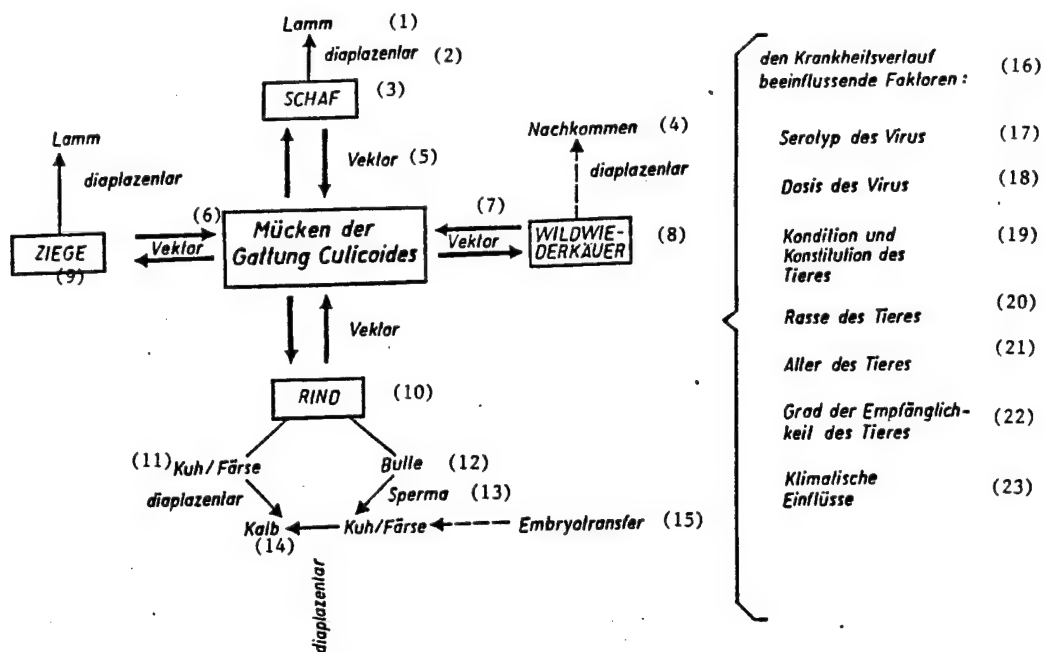 Lamm (1)
diaplazentar (2)
SCHAF (3)
Lamm
diaplazentar
Vektor (5)
Nachkommen (4)
diaplazentar
(6)
Vektor
ZIEGE
(9)
Mücken der
Gattung Culicoides
(7)
Vektor
WILDWIE-
DERKÄUER
(8)
Vektor
RIND (10)
(11) Kuh/Färse
Bulle (12)
diaplazentar
Sperma (13)
Kalb
(14)
Kuh/Färse
Embryotransfer (15)
diaplazentar
den Krankheitsverlauf
beeinflussende Faktoren: (16)
Serotyp des Virus (17)
Dosis des Virus (18)
Kondition und
Konstitution des
Tieres
(19)
Rasse des Tieres (20)
Alter des Tieres (21)
Grad der Empfänglich-
keit des Tieres
(22)
Klimatische
Einflüsse
(23)